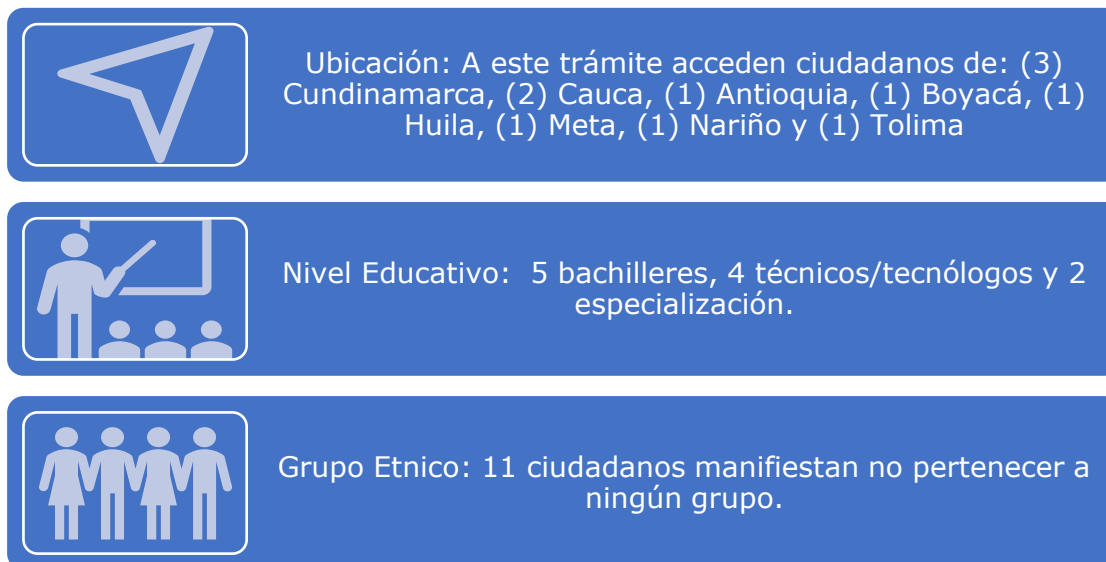 Ubicación: A este trámite acceden ciudadanos de: (3)
Cundinamarca, (2) Cauca, (1) Antioquia, (1) Boyacá, (1)
Huila, (1) Meta, (1) Nariño y (1) Tolima
Nivel Educativo:  5 bachilleres, 4 técnicos/tecnólogos y 2
especialización.
Grupo Etnico: 11 ciudadanos manifiestan no pertenecer a
ningún grupo.